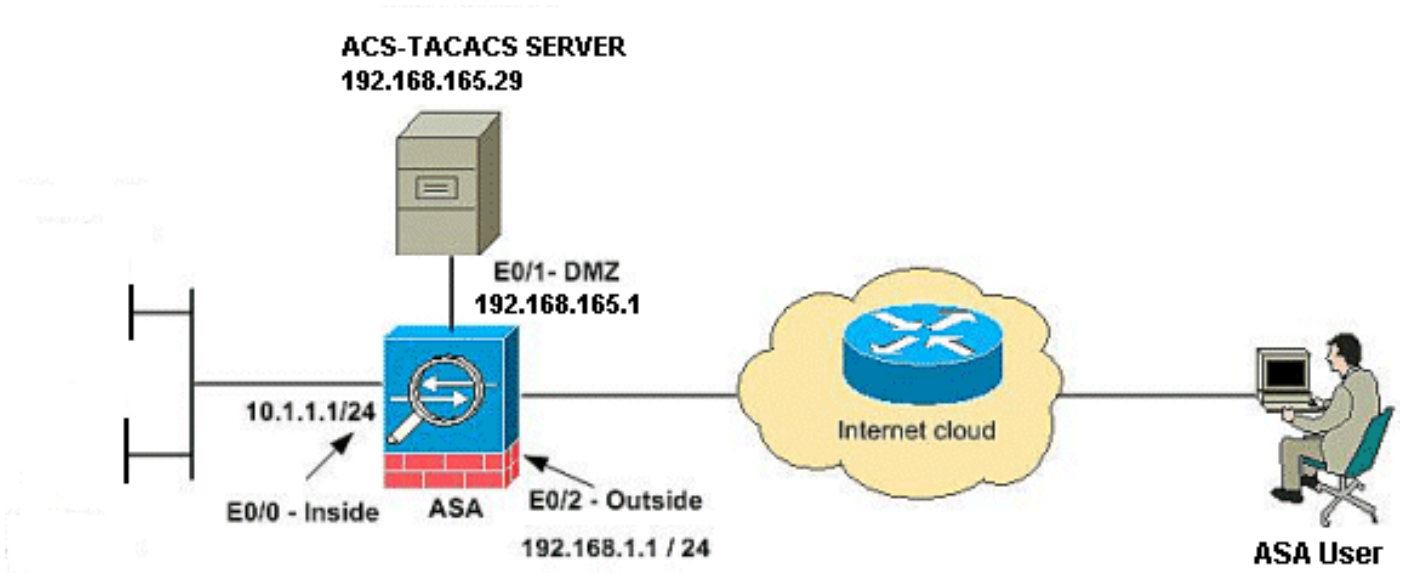 ACS-TACACS SERVER
192.168.165.29
E0/1- DMZ
192.168.165.1
10.1.1.1/24
Internet cloud
E0/0 - Inside
ASA
E0/2 - Outside
192.168.1.1 / 24
ASA User